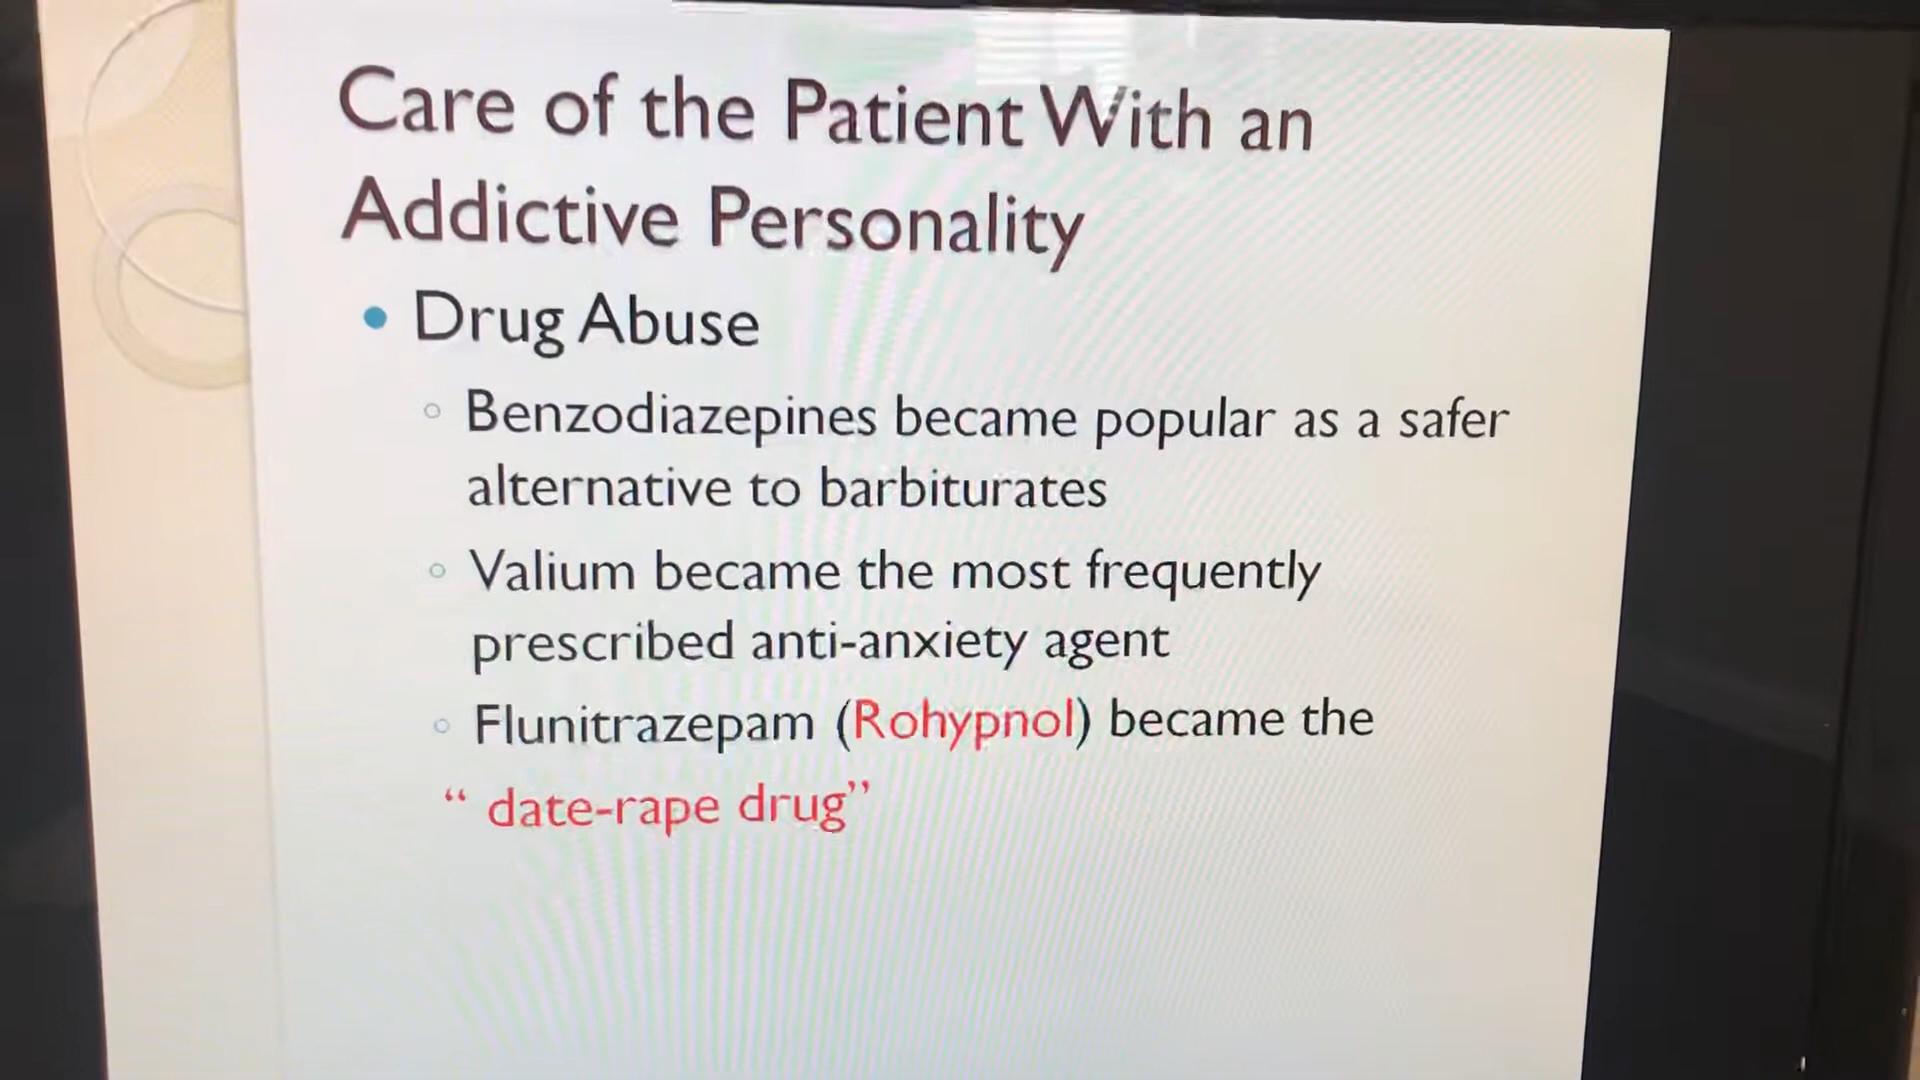 Care of the Patient With an
Addictive Personality
• Drug Abuse
◦ Benzodiazepines became popular as a safer
alternative to barbiturates
◦ Valium became the most frequently
prescribed anti-anxiety agent
◦ Flunitrazepam (Rohypnol) became the
“ date-rape drug”